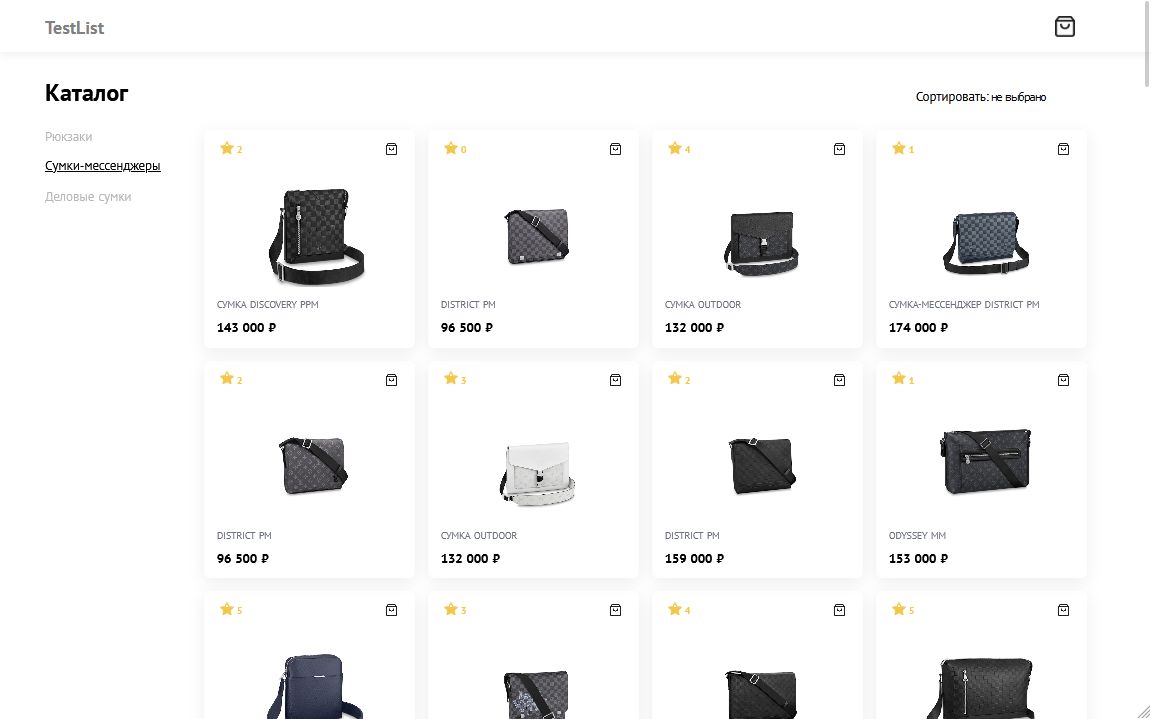 TestList
Каталог
Сортировать: не выбрано
Рюкзаки
Сумки-мессенджеры
Деловые сумки
2
0
4
1
СУМКА DISCOVERY PPM
DISTRICT PM
СУМКА OUTDOOR
СУМКА-МЕССЕНДЖЕР DISTRICT PM
143 000 ₽
96 500 ₽
132 000 ₽
174 000 ₽
2
3
2
1
DISTRICT PM
СУМКА OUTDOOR
DISTRICT PM
ODYSSEY MM
96 500 ₽
132 000 ₽
159 000 ₽
153 000 ₽
5
3
4
5